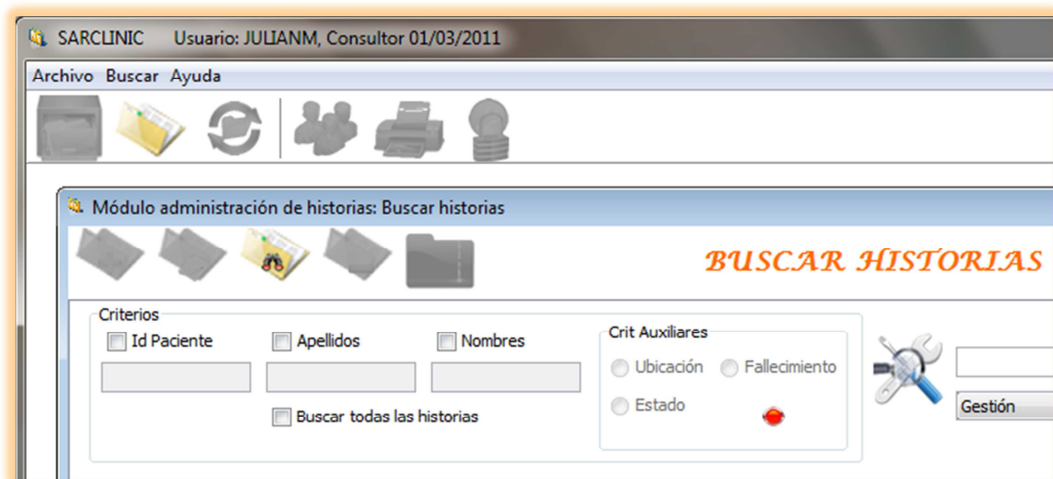 SARCLINIC Usuario: JULIANM, Consultor 01/03/2011
Archivo Buscar Ayuda
Módulo administración de historias: Buscar historias
BUSCAR HISTORIAS
Criterios
Id Paciente Apellidos Nombres
Buscar todas las historias
Crit Auxiliares
Ubicación Fallecimiento
Estado
Gestión